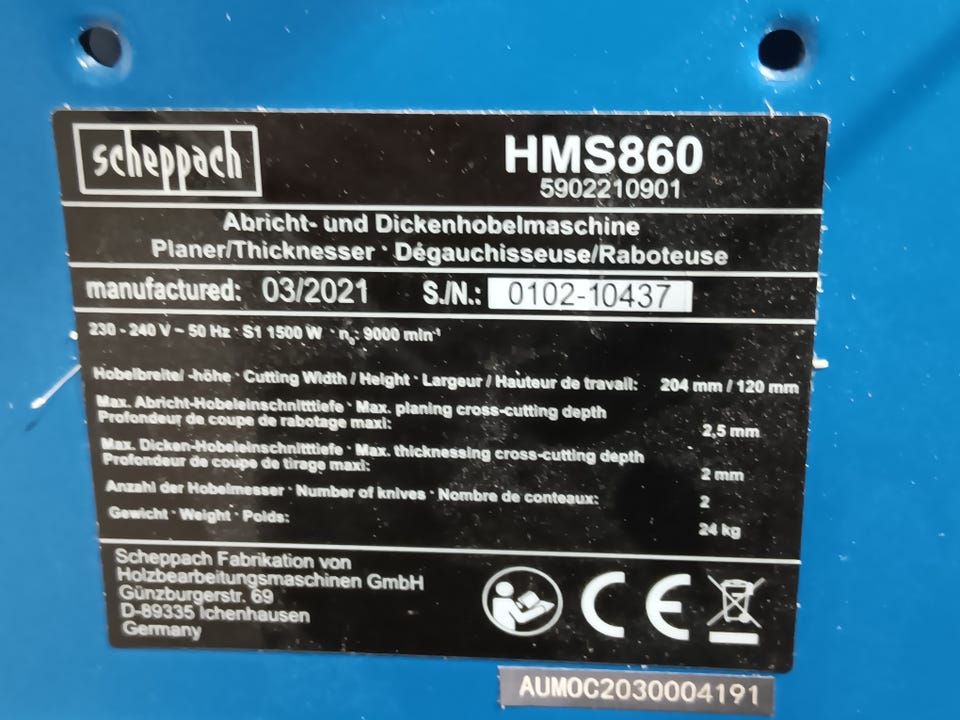 scheppach
HMS860
5902210901
Abricht- und Dickenhobelmaschine
Planer/Thicknesser · Dégauchisseuse/Raboteuse
manufactured: 03/2021 S./N.: 0102-10437
230 - 240 V ~ 50 Hz · S1 1500 W · n₀: 9000 min⁻¹
Hobelbreite/ -höhe · Cutting Width / Height · Largeur / Hauteur de travail: 204 mm / 120 mm
Max. Abricht-Hobeleinschnitttiefe · Max. planing cross-cutting depth
Profondeur de coupe de rabotage maxi: 2,5 mm
Max. Dicken-Hobeleinschnitttiefe · Max. thicknessing cross-cutting depth
Profondeur de coupe de tirage maxi: 2 mm
Anzahl der Hobelmesser · Number of knives · Nombre de conteaux: 2
Gewicht · Weight · Poids: 24 kg
Scheppach Fabrikation von
Holzbearbeitungsmaschinen GmbH
Günzburgerstr. 69
D-89335 Ichenhausen
Germany
CE
AUMOC2030004191